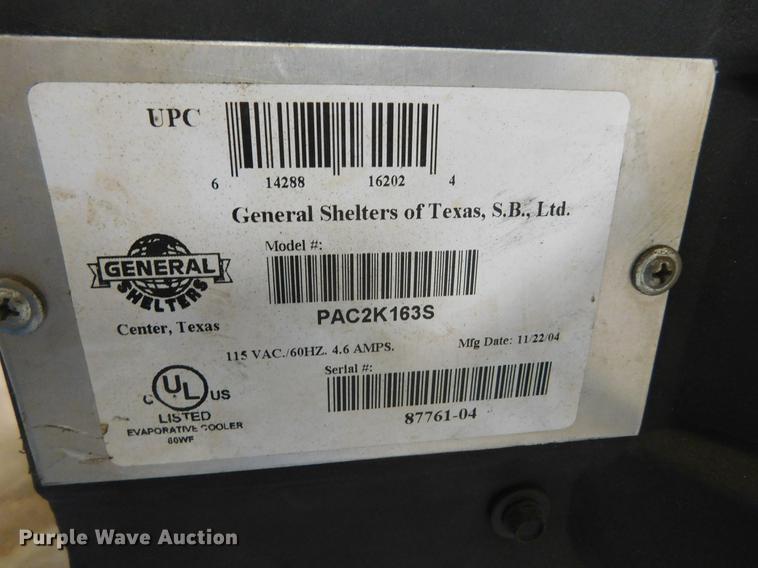 UPC
6 14288 16202 4
General Shelters of Texas, S.B., Ltd.
Model #:
GENERAL
SHELTERS
PAC2K163S
Center, Texas
115 VAC./60HZ. 4.6 AMPS.
Mfg Date: 11/22/04
Serial #:
C UL US
LISTED
87761-04
EVAPORATIVE COOLER
60WF
Purple Wave Auction